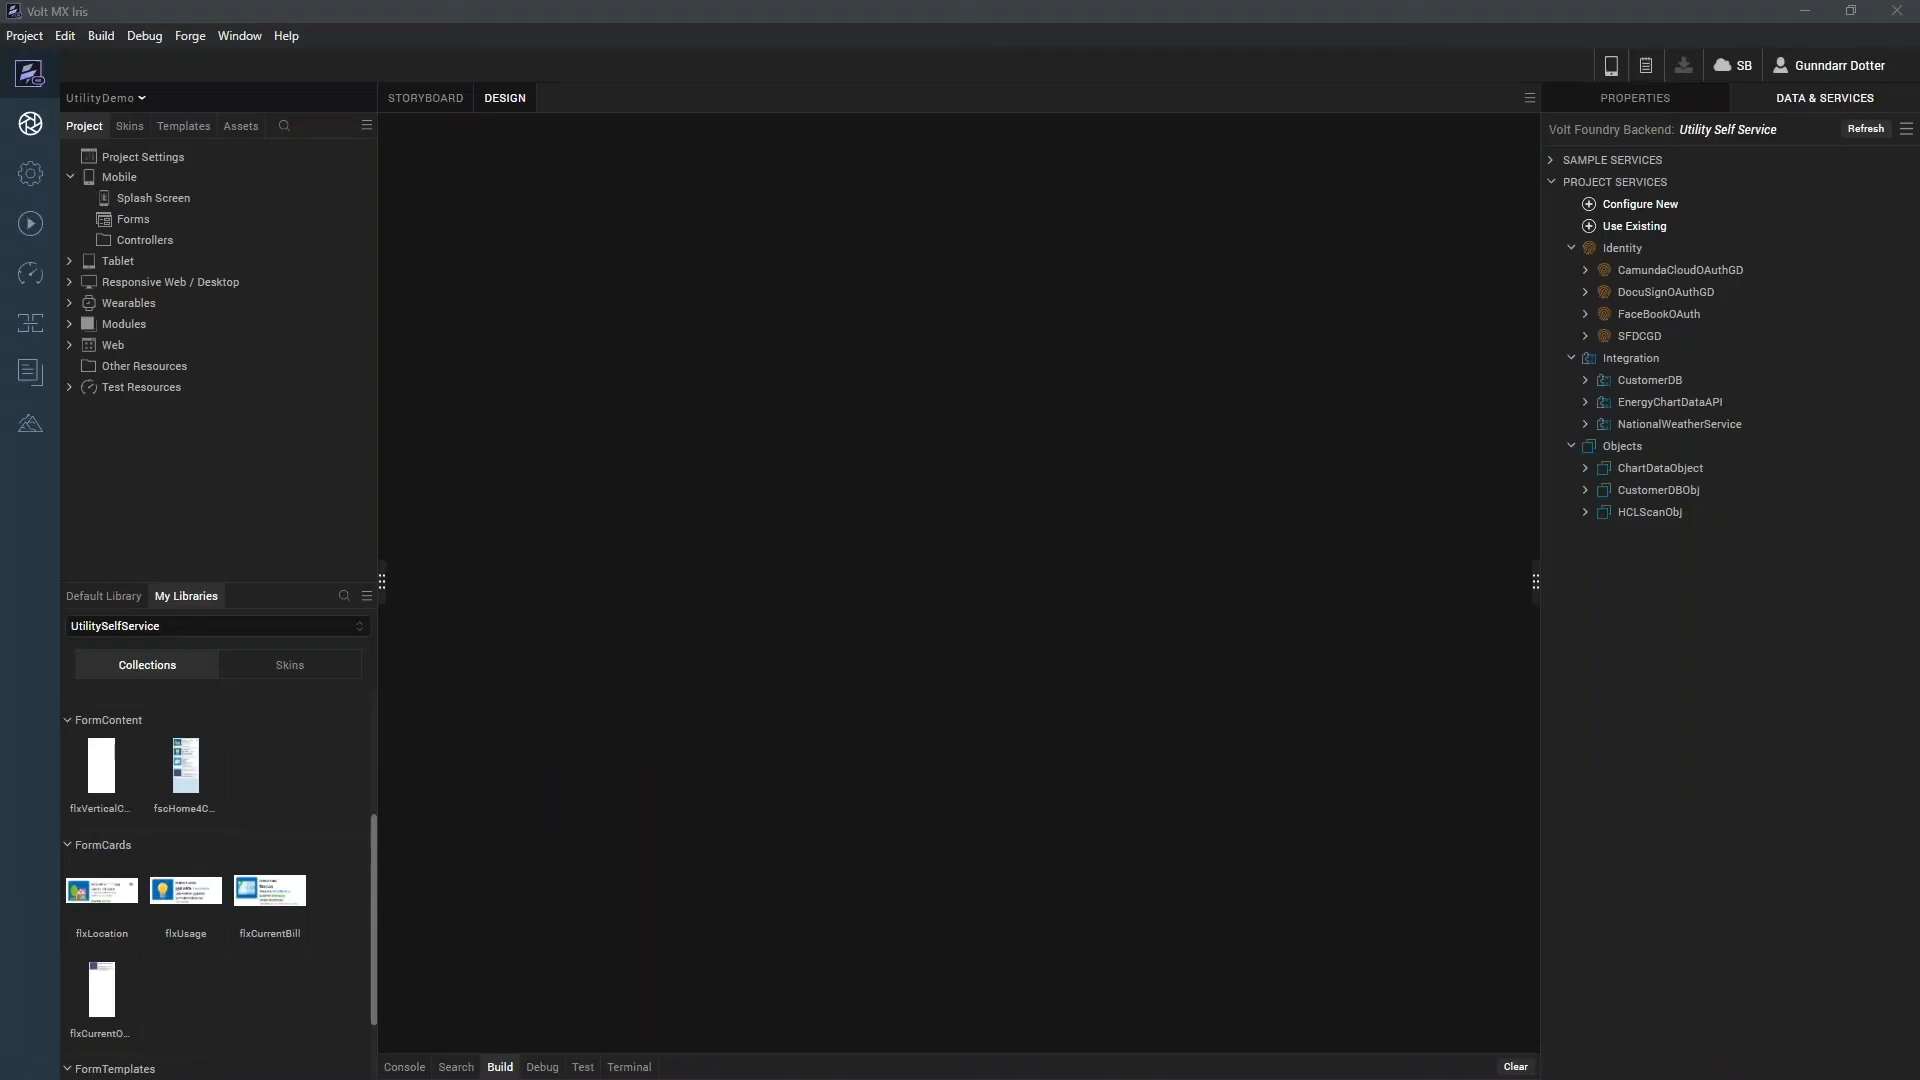 Volt MX Iris
Project Edit Build Debug Forge Window Help
SB
Gunndarr Dotter
UtilityDemo
STORYBOARD DESIGN
PROPERTIES DATA & SERVICES
Project Skins Templates Assets
Volt Foundry Backend: Utility Self Service
Refresh
Project Settings
Mobile
Splash Screen
Forms
Controllers
Tablet
Responsive Web / Desktop
Wearables
Modules
Web
Other Resources
Test Resources
SAMPLE SERVICES
PROJECT SERVICES
Configure New
Use Existing
Identity
CamundaCloudOAuthGD
DocuSignOAuthGD
FaceBookOAuth
SFDCGD
Integration
CustomerDB
EnergyChartDataAPI
NationalWeatherService
Objects
ChartDataObject
CustomerDBObj
HCLScanObj
Default Library My Libraries
UtilitySelfService
Collections Skins
FormContent
flxVerticalC... fscHome4C...
FormCards
flxLocation flxUsage flxCurrentBill
flxCurrentO...
FormTemplates
Console Search Build Debug Test Terminal
Clear